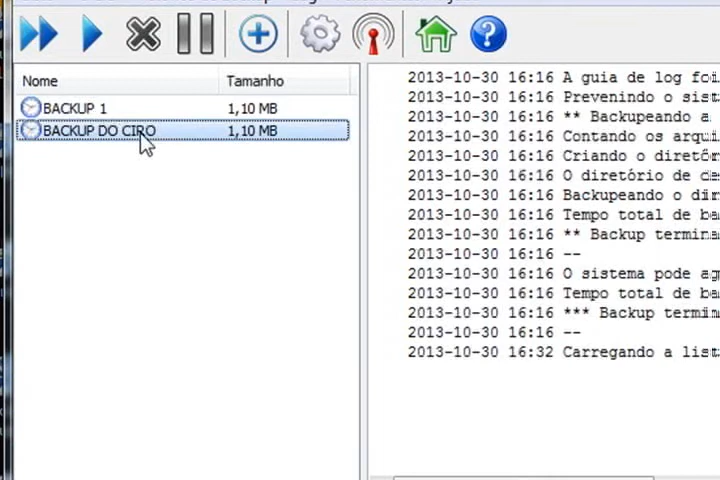 Nome Tamanho
BACKUP 1 1,10 MB
BACKUP DO CIRO 1,10 MB
2013-10-30 16:16 A guia de log foi
2013-10-30 16:16 Prevenindo o sist
2013-10-30 16:16 ** Backupeando a
2013-10-30 16:16 Contando os arqui
2013-10-30 16:16 Criando o diretór
2013-10-30 16:16 O diretório de de
2013-10-30 16:16 Backupeando o dir
2013-10-30 16:16 Tempo total de ba
2013-10-30 16:16 ** Backup termina
2013-10-30 16:16 --
2013-10-30 16:16 O sistema pode ag
2013-10-30 16:16 Tempo total de ba
2013-10-30 16:16 *** Backup termin
2013-10-30 16:16 --
2013-10-30 16:32 Carregando a list